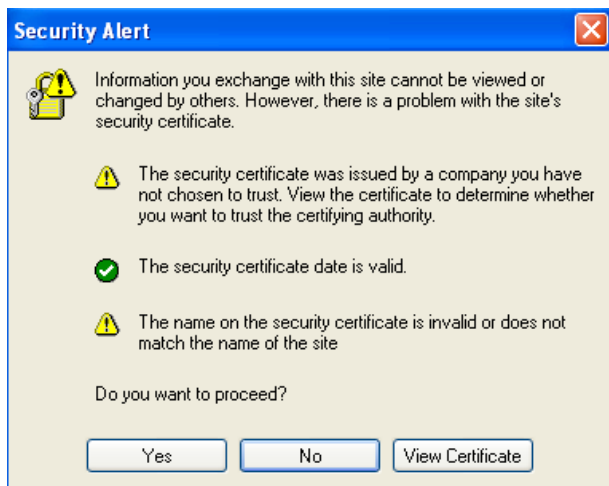 Security Alert
Information you exchange with this site cannot be viewed or
changed by others. However, there is a problem with the site's
security certificate.
The security certificate was issued by a company you have
not chosen to trust. View the certificate to determine whether
you want to trust the certifying authority.
The security certificate date is valid.
The name on the security certificate is invalid or does not
match the name of the site
Do you want to proceed?
Yes
No
View Certificate